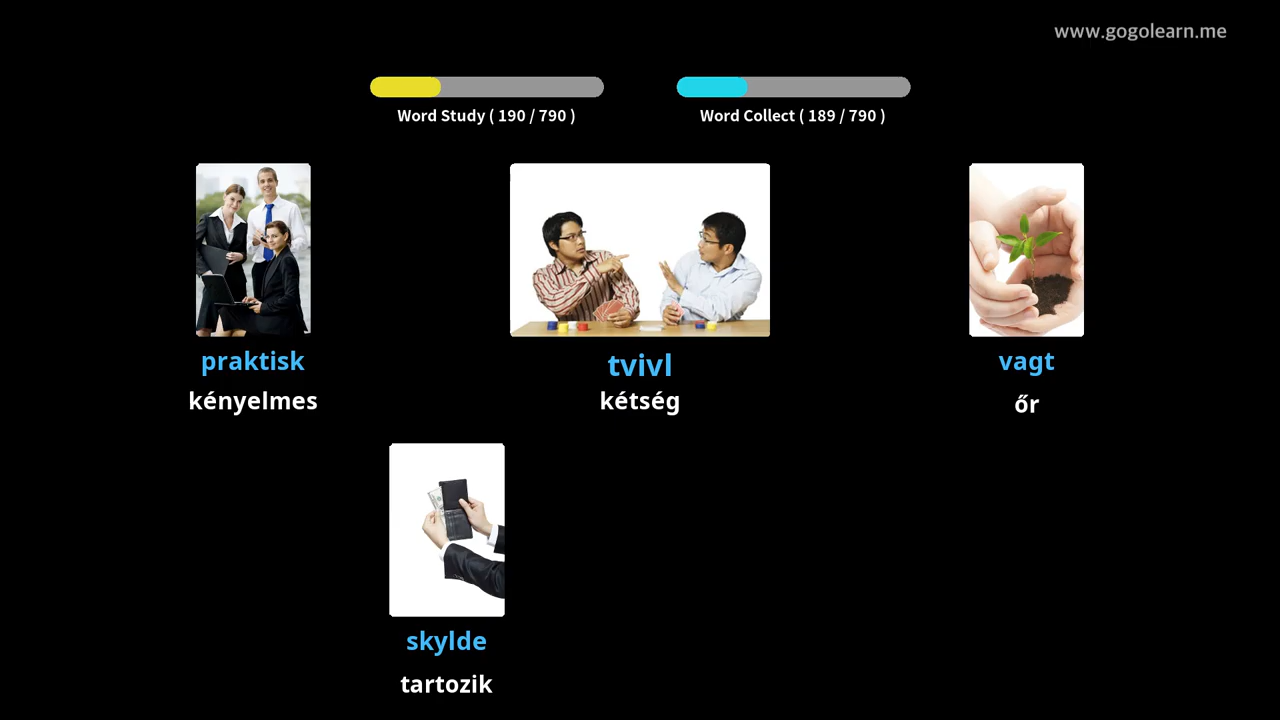 www.gogolearn.me
Word Study ( 190 / 790 )
Word Collect ( 189 / 790 )
praktisk
kényelmes
tvivl
kétség
vagt
őr
skylde
tartozik